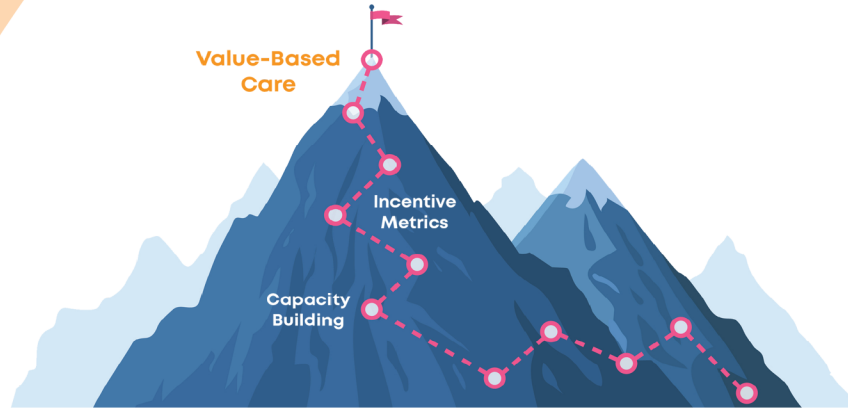 Value-Based
Care
Incentive
Metrics
Capacity
Building